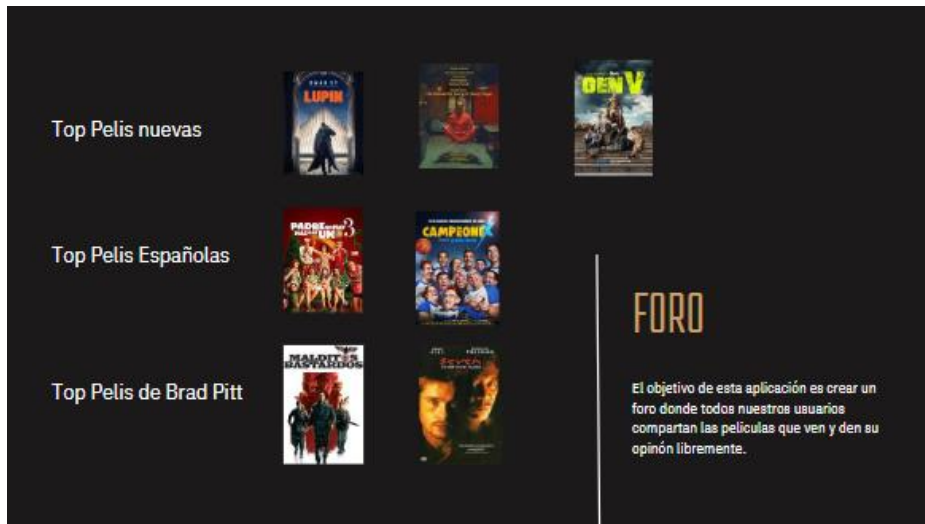 Top Pelis nuevas
LUPIN
GEN V
Top Pelis Españolas
PADRE NO HAY
MÁS QUE UNO 3
CAMPEONEX
Top Pelis de Brad Pitt
MALDITOS
BASTARDOS
Seven
FORO
El objetivo de esta aplicación es crear un
foro donde todos nuestros usuarios
compartan las películas que ven y den su
opinión libremente.